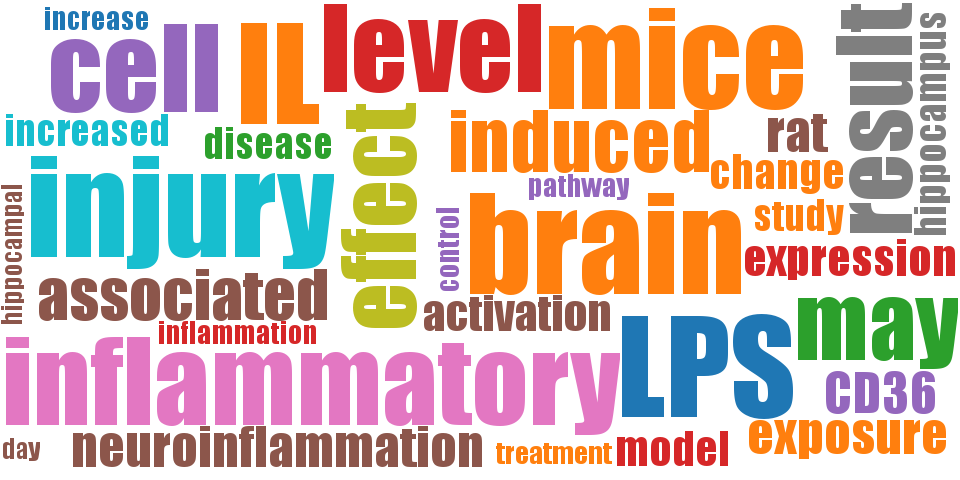 increase
cell
IL
level
mice
result
hippocampus
increased
disease
effect
induced
rat
change
injury
pathway
study
hippocampal
control
brain
expression
associated
activation
inflammation
may
inflammatory
LPS
CD36
day
neuroinflammation
treatment
model
exposure